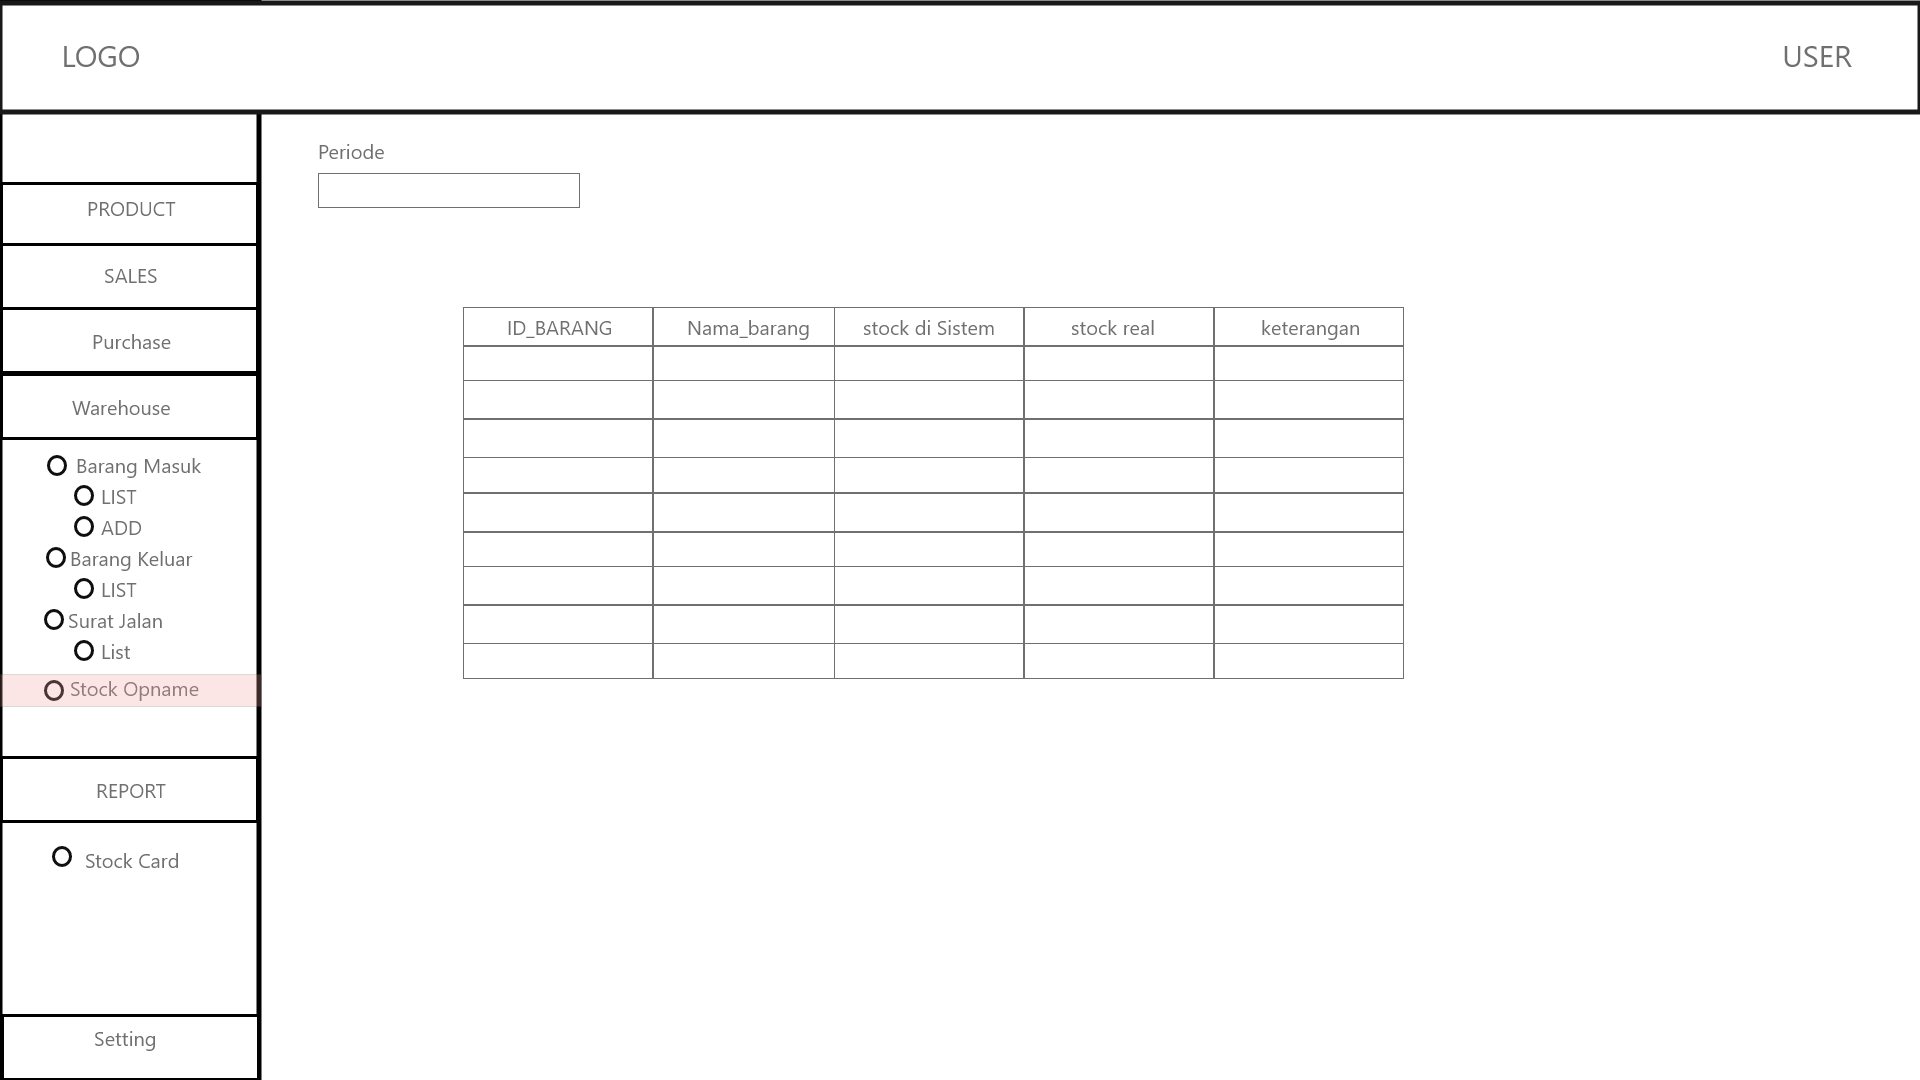 LOGO
USER
Periode
PRODUCT
SALES
Purchase
Warehouse
Barang Masuk
LIST
ADD
Barang Keluar
LIST
Surat Jalan
List
Stock Opname
REPORT
Stock Card
Setting
ID_BARANG Nama_barang stock di Sistem stock real keterangan